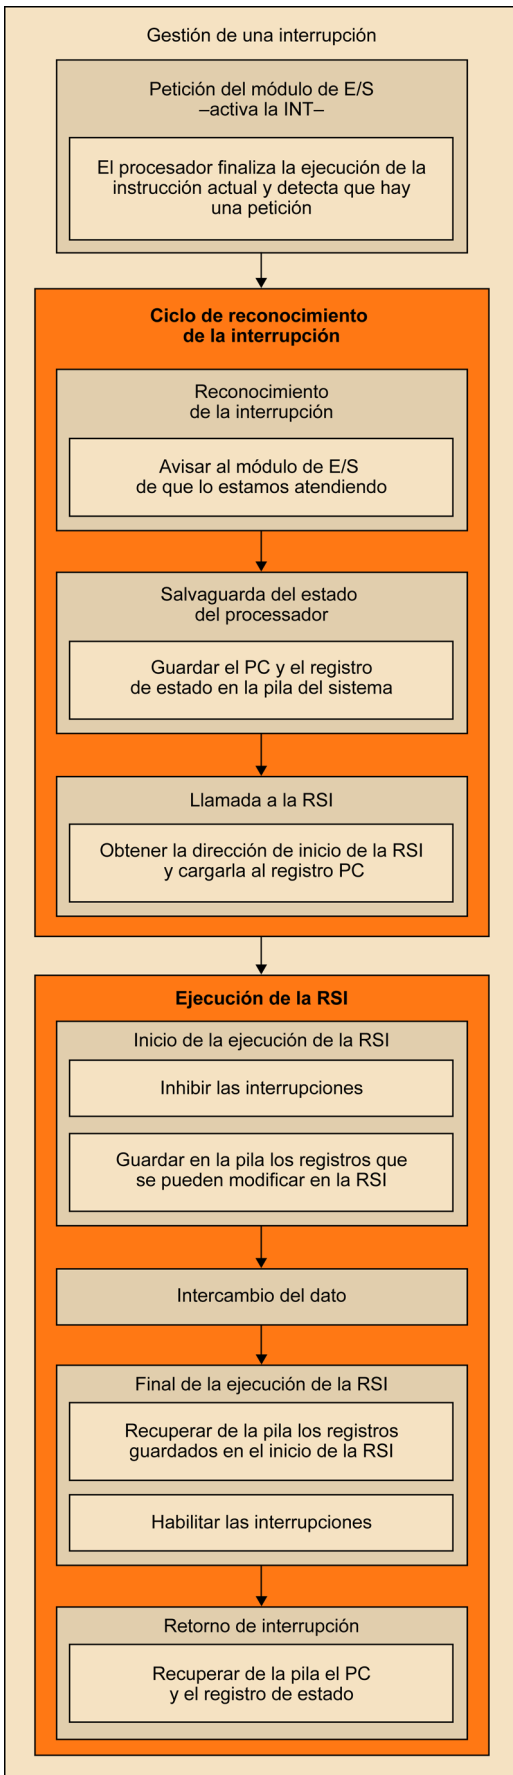 Gestión de una interrupción
Petición del módulo de E/S
–activa la INT–
El procesador finaliza la ejecución de la
instrucción actual y detecta que hay
una petición
Ciclo de reconocimiento
de la interrupción
Reconocimiento
de la interrupción
Avisar al módulo de E/S
de que lo estamos atendiendo
Salvaguarda del estado
del processador
Guardar el PC y el registro
de estado en la pila del sistema
Llamada a la RSI
Obtener la dirección de inicio de la RSI
y cargarla al registro PC
Ejecución de la RSI
Inicio de la ejecución de la RSI
Inhibir las interrupciones
Guardar en la pila los registros que
se pueden modificar en la RSI
Intercambio del dato
Final de la ejecución de la RSI
Recuperar de la pila los registros
guardados en el inicio de la RSI
Habilitar las interrupciones
Retorno de interrupción
Recuperar de la pila el PC
y el registro de estado